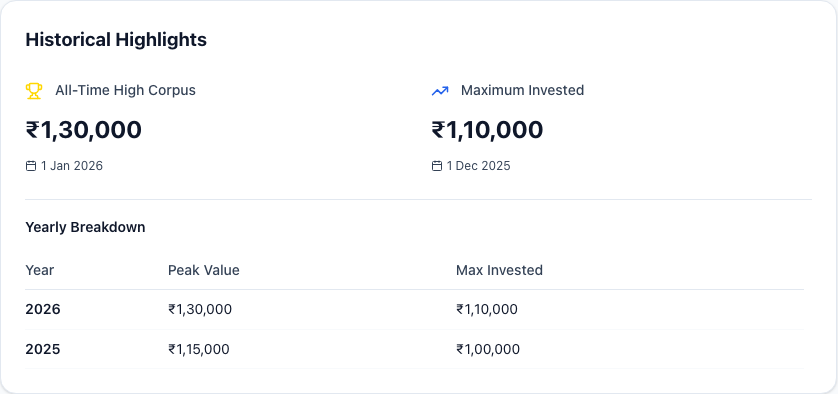 Historical Highlights
All-Time High Corpus
₹1,30,000
1 Jan 2026
Maximum Invested
₹1,10,000
1 Dec 2025
Yearly Breakdown
Year Peak Value Max Invested
2026 ₹1,30,000 ₹1,10,000
2025 ₹1,15,000 ₹1,00,000